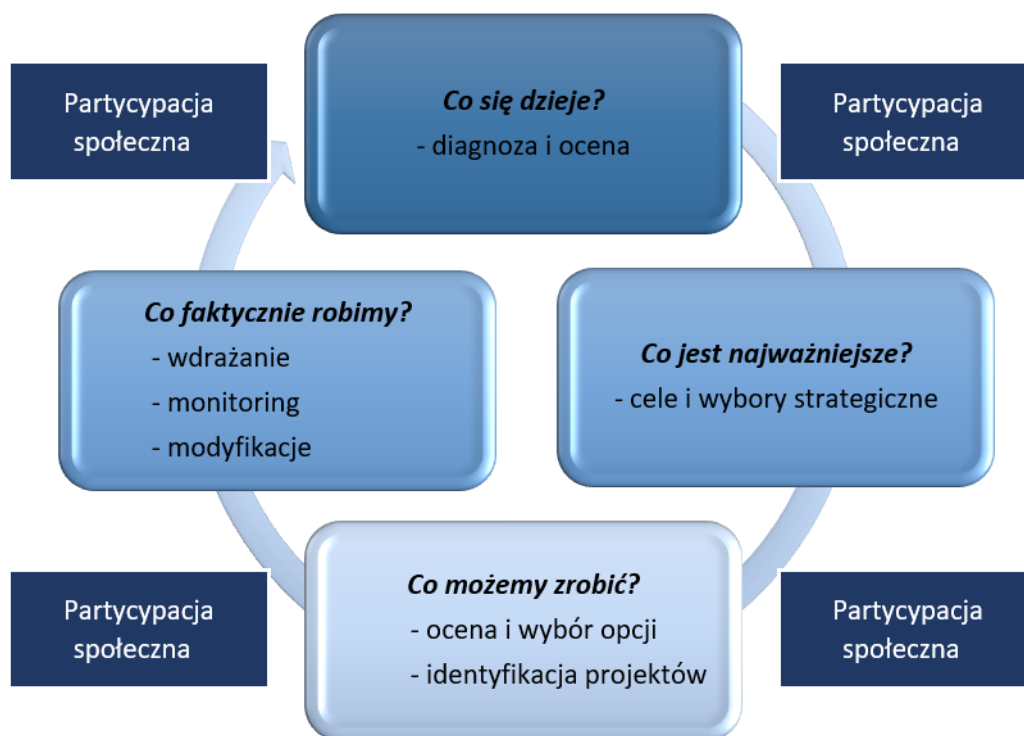 Partycypacja
społeczna
Co się dzieje?
- diagnoza i ocena
Partycypacja
społeczna
Co faktycznie robimy?
- wdrażanie
- monitoring
- modyfikacje
Co jest najważniejsze?
- cele i wybory strategiczne
Partycypacja
społeczna
Co możemy zrobić?
- ocena i wybór opcji
- identyfikacja projektów
Partycypacja
społeczna